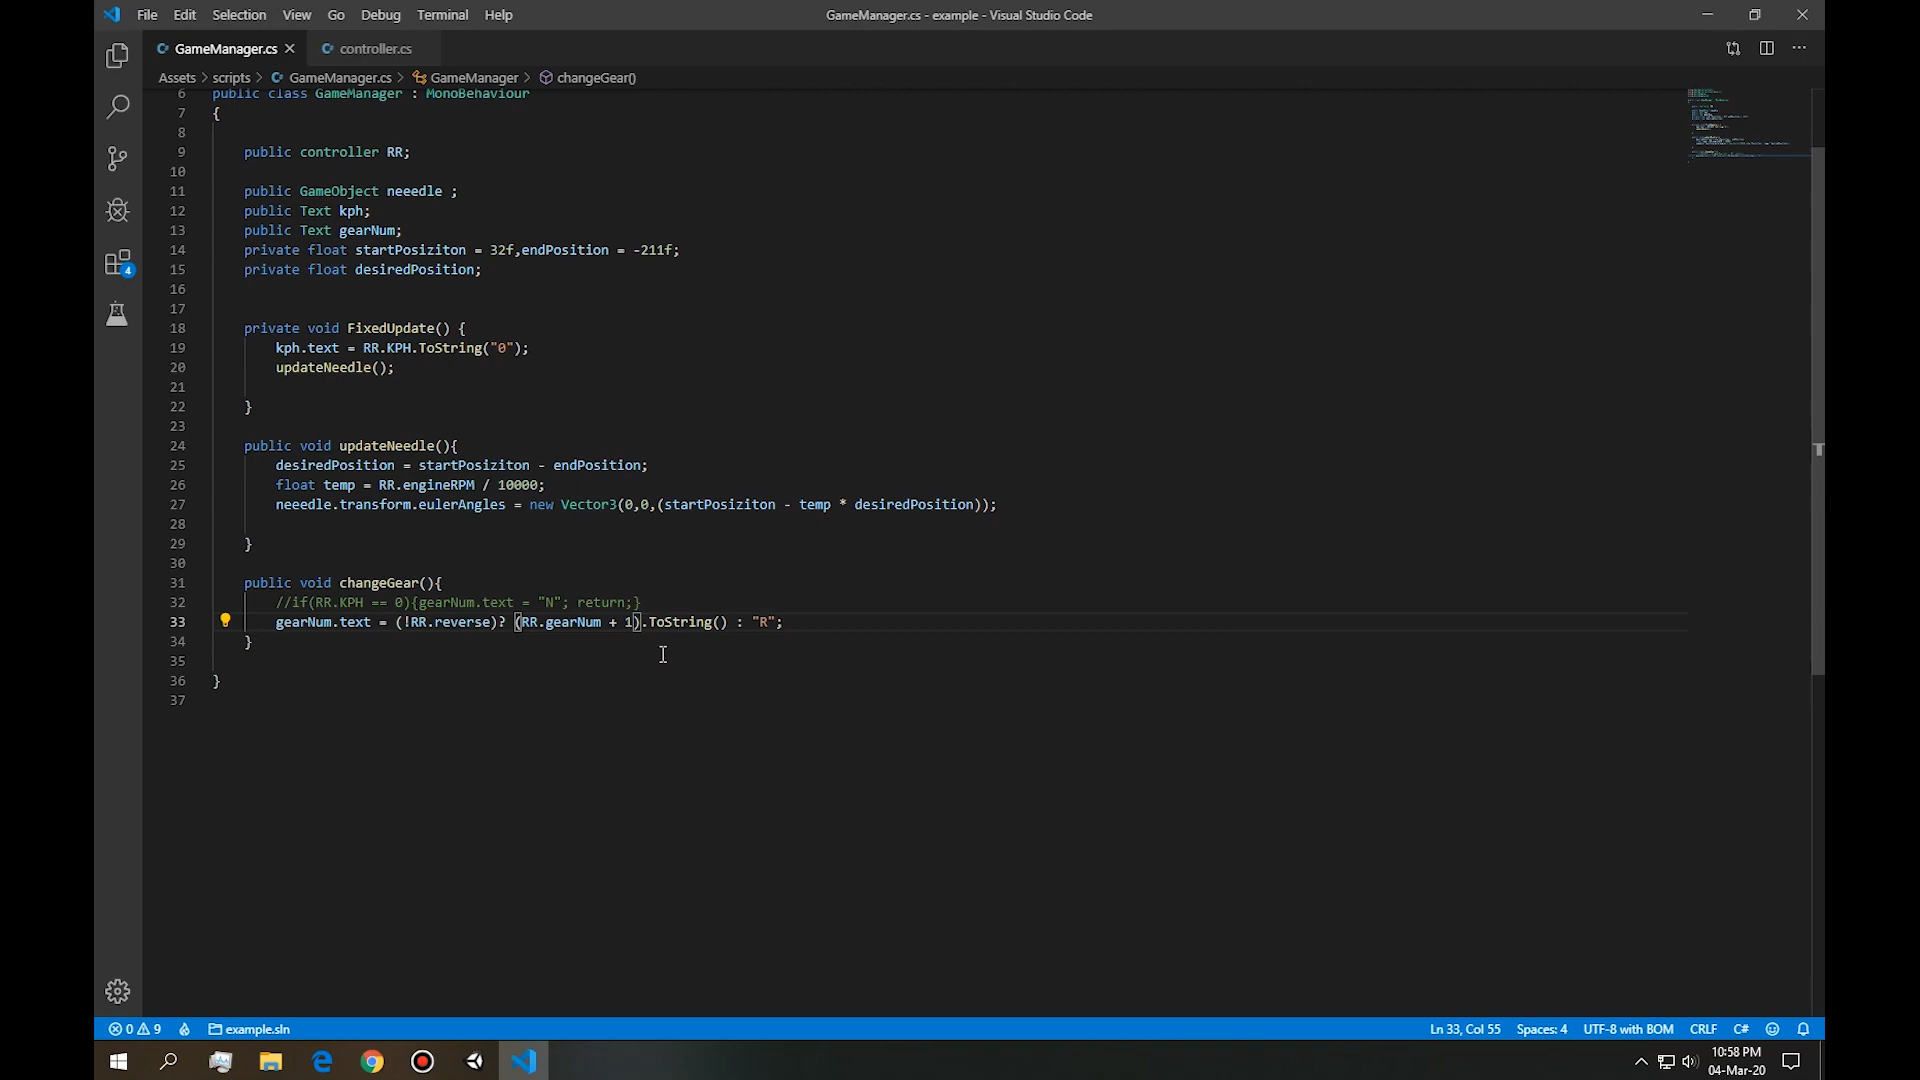 File Edit Selection View Go Debug Terminal Help
GameManager.cs - example - Visual Studio Code
GameManager.cs controller.cs
Assets > scripts > GameManager.cs > GameManager > changeGear()
6 public class GameManager : MonoBehaviour
7 {
8
9 public controller RR;
10
11 public GameObject neeedle ;
12 public Text kph;
13 public Text gearNum;
14 private float startPosiziton = 32f,endPosition = -211f;
15 private float desiredPosition;
16
17
18 private void FixedUpdate() {
19 kph.text = RR.KPH.ToString("0");
20 updateNeedle();
21
22 }
23
24 public void updateNeedle(){
25 desiredPosition = startPosiziton - endPosition;
26 float temp = RR.engineRPM / 10000;
27 neeedle.transform.eulerAngles = new Vector3(0,0,(startPosiziton - temp * desiredPosition));
28
29 }
30
31 public void changeGear(){
32 //if(RR.KPH == 0){gearNum.text = "N"; return;}
33 gearNum.text = (!RR.reverse)? (RR.gearNum + 1).ToString() : "R";
34 }
35
36 }
37
4
0 9 example.sln Ln 33, Col 55 Spaces: 4 UTF-8 with BOM CRLF C#
10:58 PM
04-Mar-20